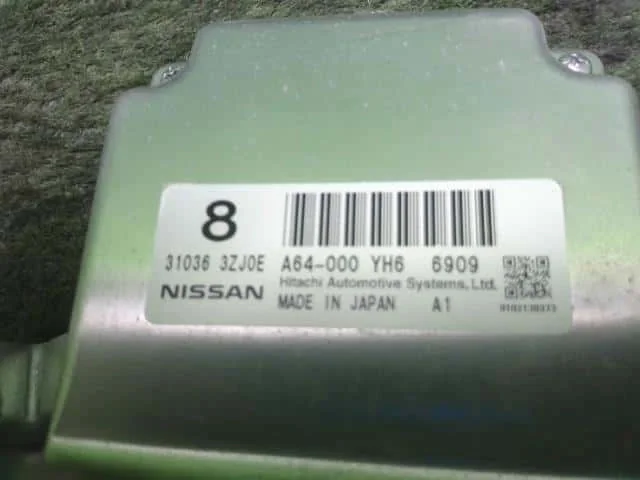 8
31036 3ZJ0E A64-000 YH6 6909
NISSAN Hitachi Automotive Systems, Ltd.
MADE IN JAPAN A1